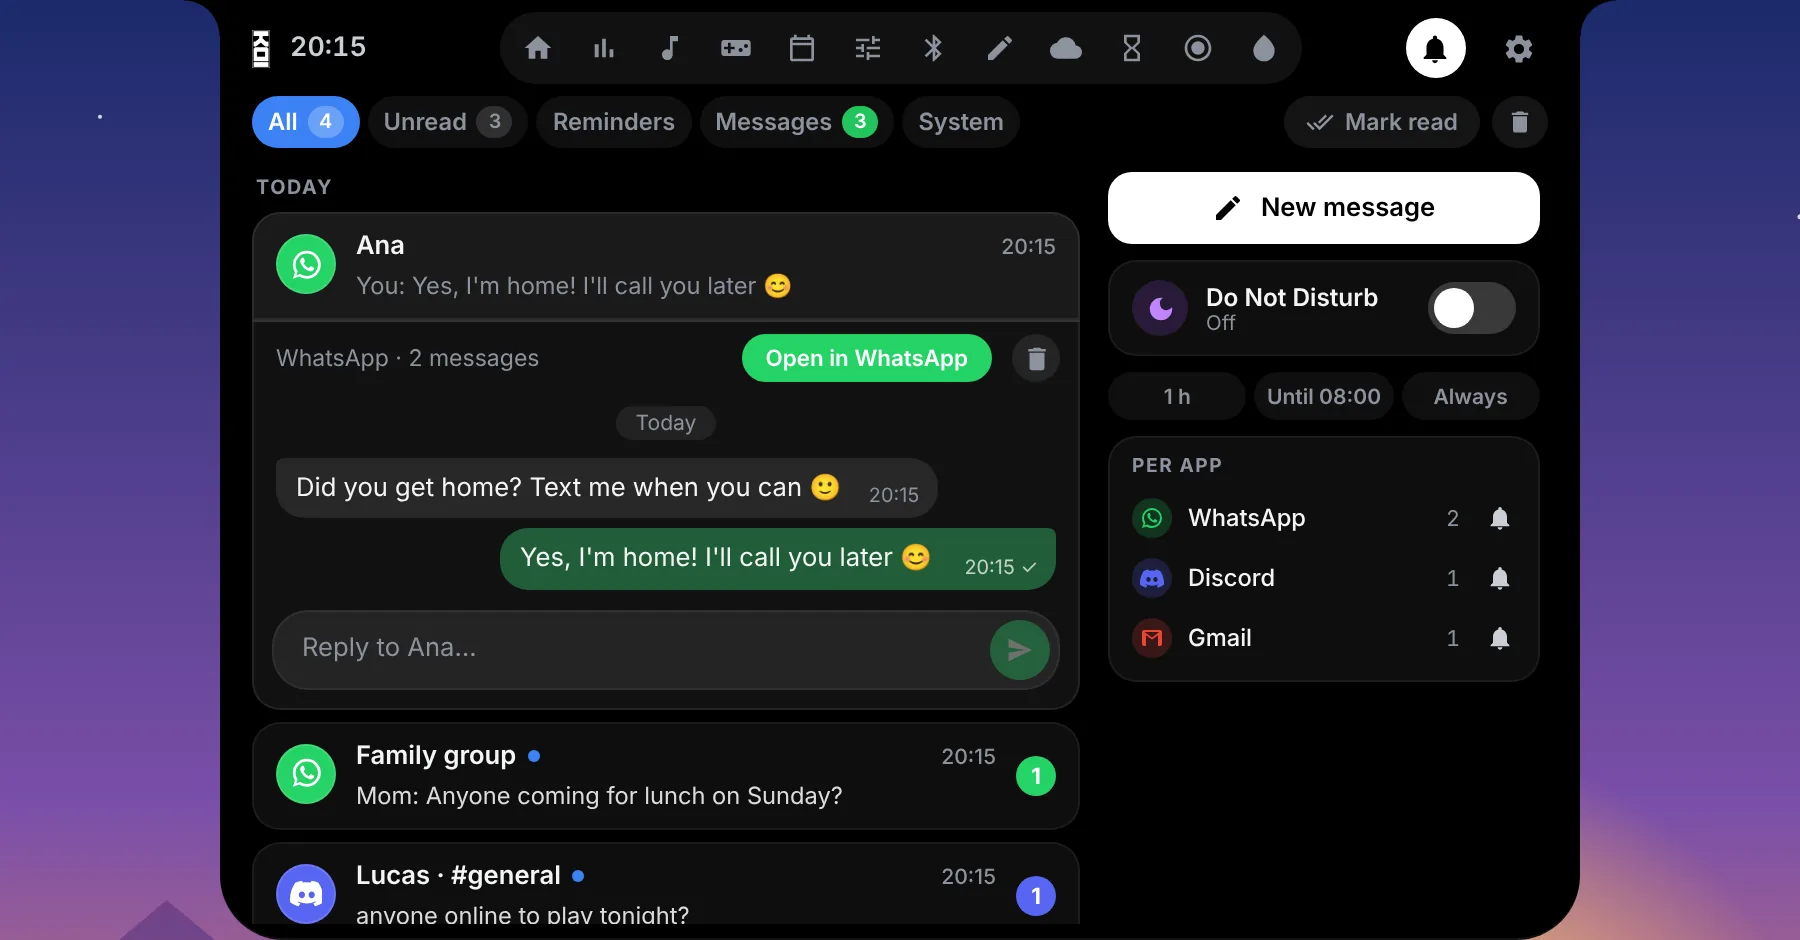 20:15
All 4
Unread 3
Reminders
Messages 3
System
Mark read
TODAY
Ana
20:15
You: Yes, I'm home! I'll call you later 😊
WhatsApp · 2 messages
Open in WhatsApp
Today
Did you get home? Text me when you can 🙂 20:15
Yes, I'm home! I'll call you later 😊 20:15 ✓
Reply to Ana...
Family group
20:15
Mom: Anyone coming for lunch on Sunday?
1
Lucas · #general
20:15
anyone online to play tonight?
1
New message
Do Not Disturb
Off
1 h
Until 08:00
Always
PER APP
WhatsApp 2
Discord 1
Gmail 1